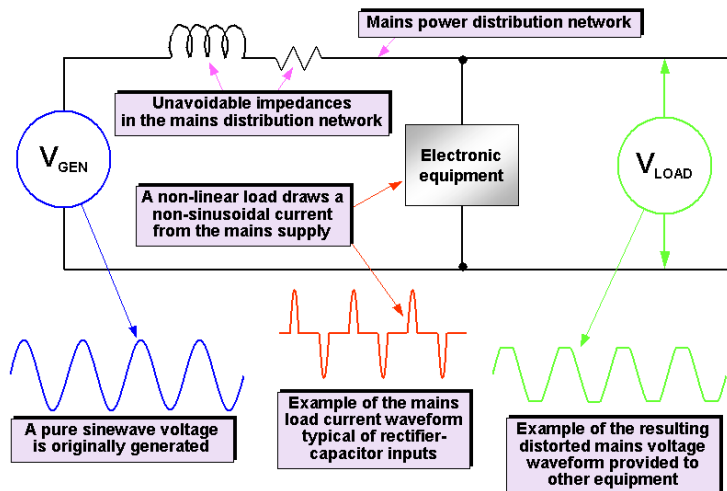 Mains power distribution network
Unavoidable impedances
in the mains distribution network
VGEN
Electronic
equipment
VLOAD
A non-linear load draws a
non-sinusoidal current
from the mains supply
A pure sinewave voltage
is originally generated
Example of the mains
load current waveform
typical of rectifier-
capacitor inputs
Example of the resulting
distorted mains voltage
waveform provided to
other equipment